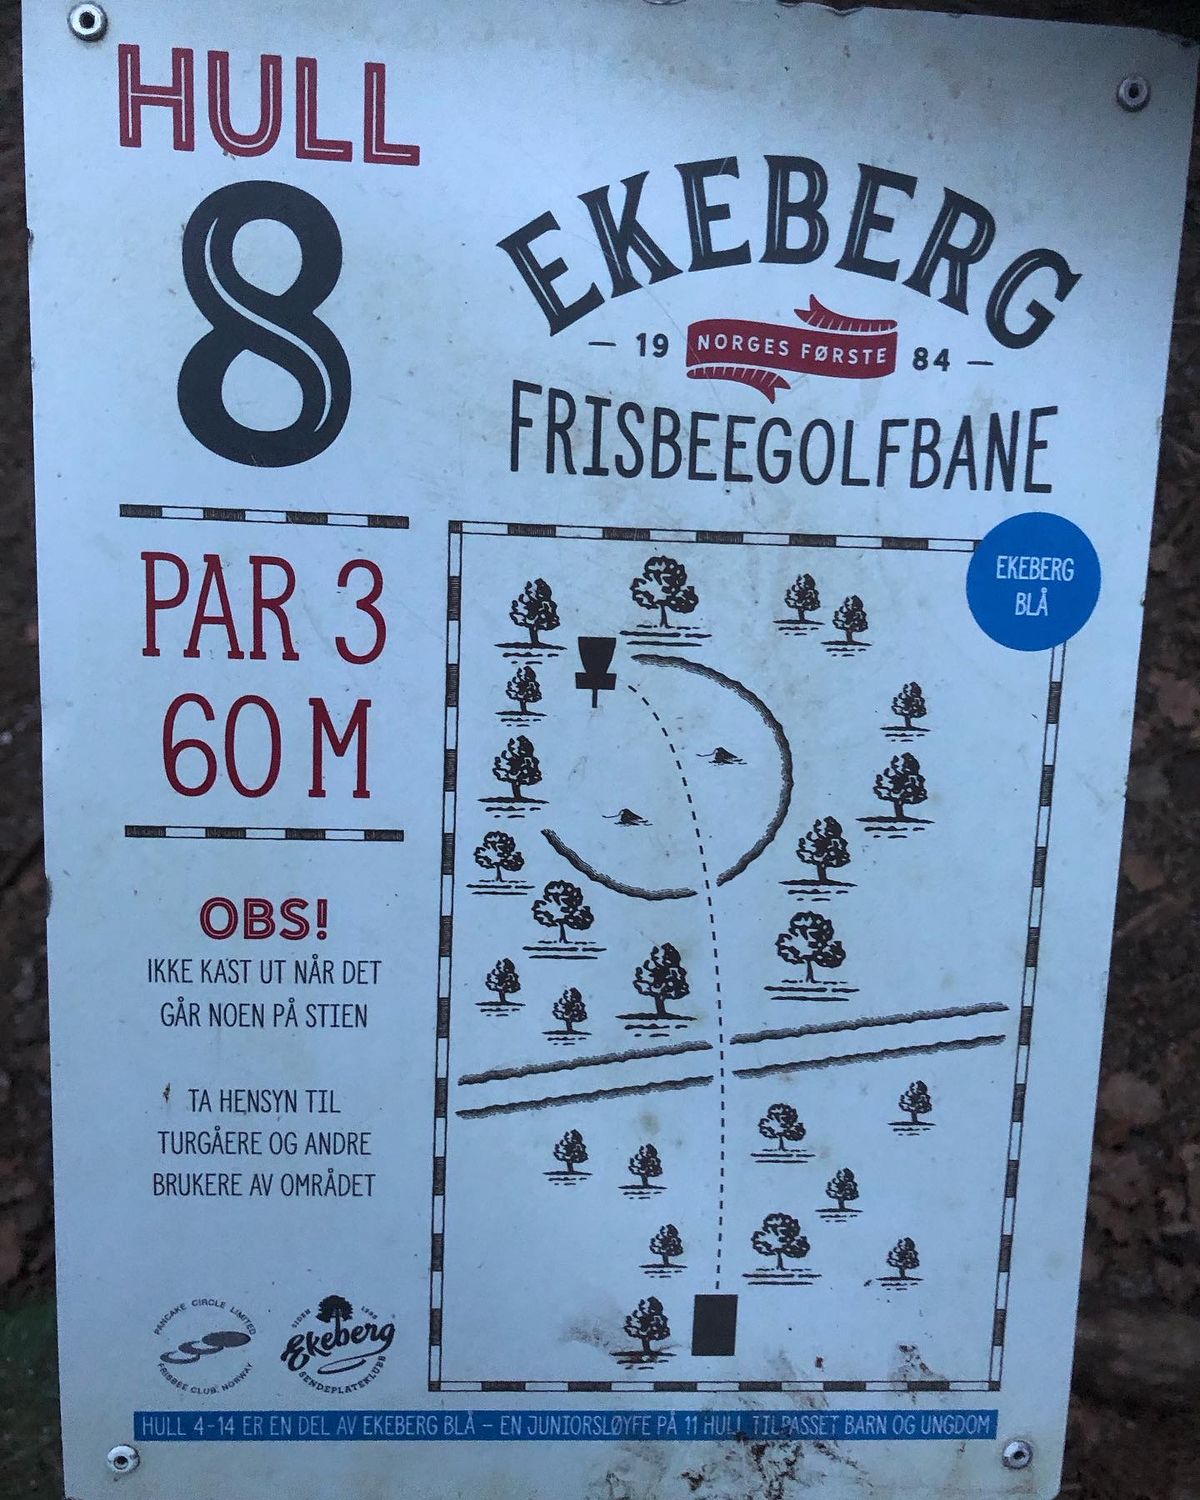 HULL
8
EKEBERG
19 NORGES FØRSTE 84
FRISBEEGOLFBANE
PAR 3
60 M
EKEBERG
BLÅ
OBS!
IKKE KAST UT NÅR DET
GÅR NOEN PÅ STIEN
TA HENSYN TIL
TURGÅERE OG ANDRE
BRUKERE AV OMRÅDET
PANCAKE CIRCLE LIMITED
FRISBEE CLUB, NORWAY
SIDEN 1980
Ekeberg
SENDEPLATEKLUBB
HULL 4-14 ER EN DEL AV EKEBERG BLÅ – EN JUNIORSLØYFE PÅ 11 HULL TILPASSET BARN OG UNGDOM